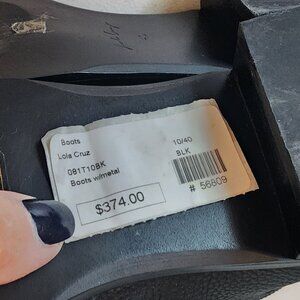 Boots
Lola Cruz
081T10BK
Boots w/metal
$374.00
10/40
BLK
# 56809